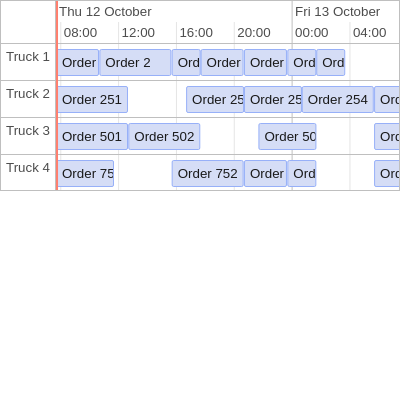 Thu 12 October Fri 13 October
08:00 12:00 16:00 20:00 00:00 04:00
Truck 1 Order Order 2 Ord Order Order Ord Ord
Truck 2 Order 251 Order 25 Order 25 Order 254 Ord
Truck 3 Order 501 Order 502 Order 50 Ord
Truck 4 Order 75 Order 752 Order Ord Ord